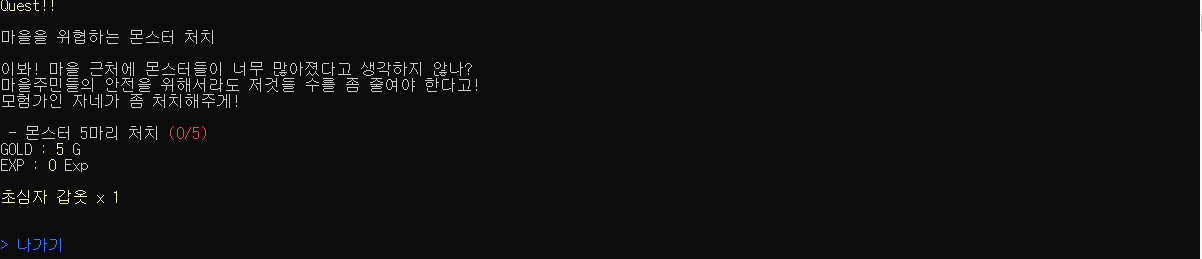 Quest!!
마을을 위협하는 몬스터 처치
이봐! 마을 근처에 몬스터들이 너무 많아졌다고 생각하지 않나?
마을주민들의 안전을 위해서라도 저것들 수를 좀 줄여야 한다고!
모험가인 자네가 좀 처치해주게!
- 몬스터 5마리 처치 (0/5)
GOLD : 5 G
EXP : 0 Exp
초심자 갑옷 x 1
> 나가기